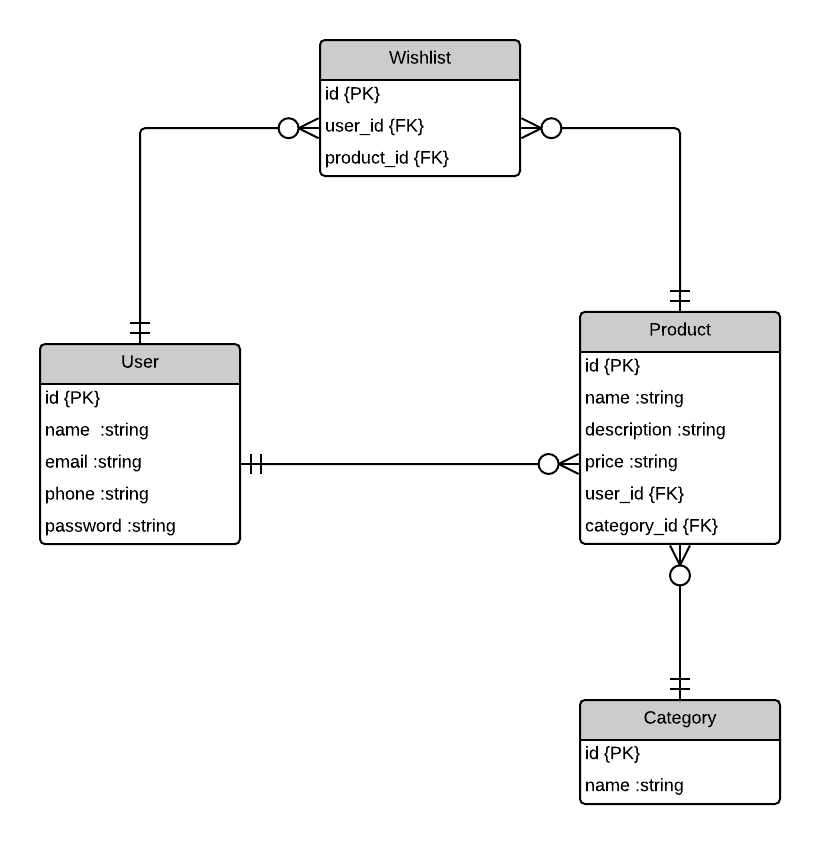 Wishlist
id {PK}
user_id {FK}
product_id {FK}
User
id {PK}
name  :string
email :string
phone :string
password :string
Product
id {PK}
name :string
description :string
price :string
user_id {FK}
category_id {FK}
Category
id {PK}
name :string